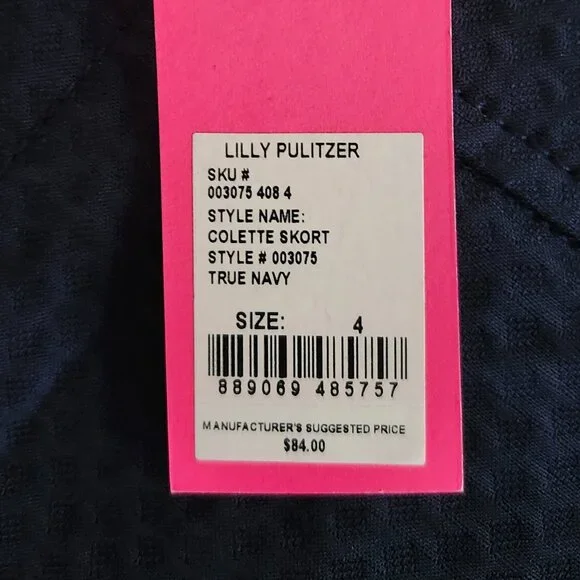 LILLY PULITZER
SKU #
003075 408 4
STYLE NAME:
COLETTE SKORT
STYLE # 003075
TRUE NAVY
SIZE: 4
889069 485757
MANUFACTURER'S SUGGESTED PRICE
$84.00